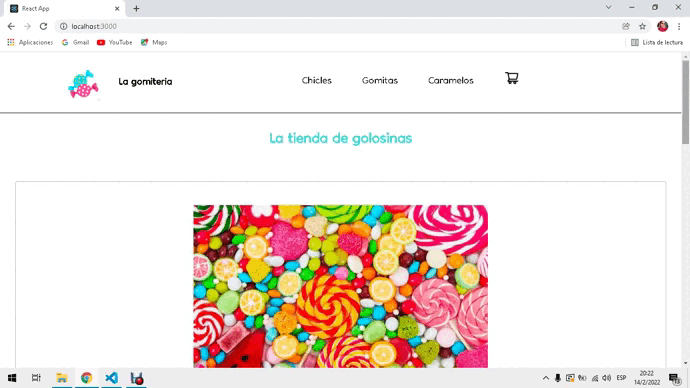 React App
localhost:3000
Aplicaciones
Gmail
YouTube
Maps
Lista de lectura
La gomiteria
Chicles
Gomitas
Caramelos
La tienda de golosinas
ESP
20:22
14/2/2022